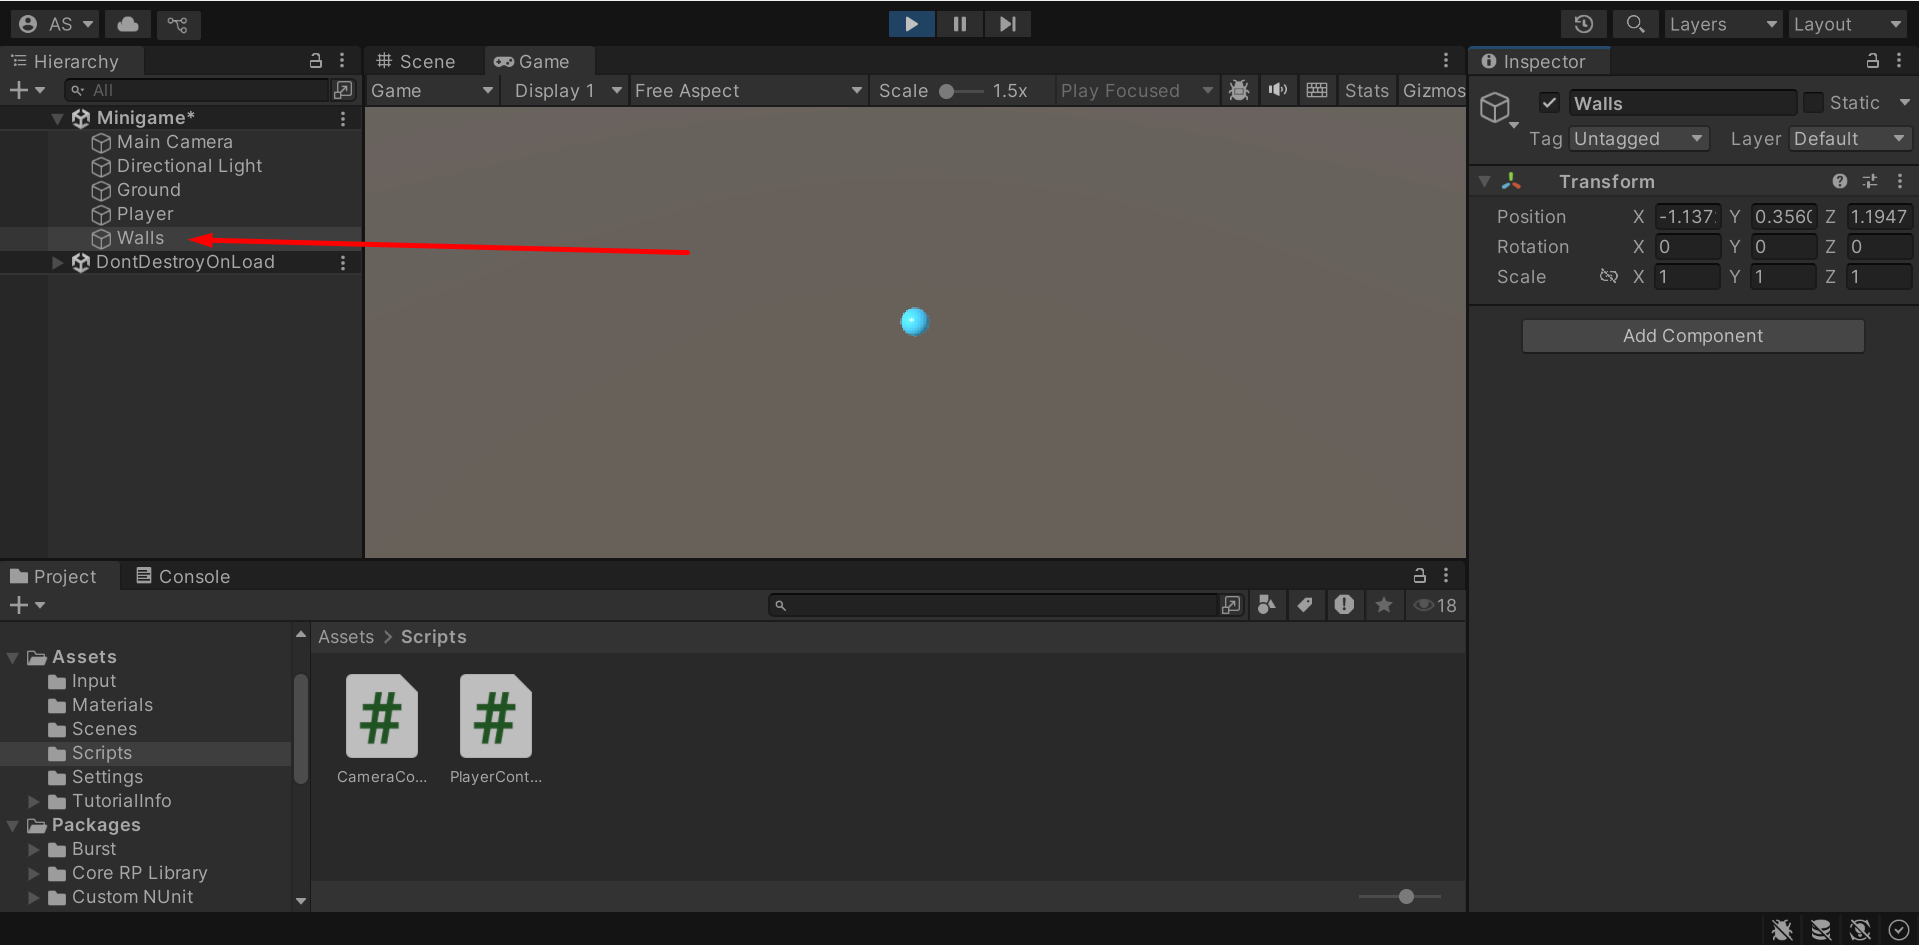 AS
Layers
Layout
Hierarchy
Scene
Game
Inspector
All
Game
Display 1
Free Aspect
Scale
1.5x
Play Focused
Stats
Gizmos
Minigame*
Main Camera
Directional Light
Ground
Player
Walls
DontDestroyOnLoad
Walls
Static
Tag
Untagged
Layer
Default
Transform
Position X -1.137 Y 0.3560 Z 1.1947
Rotation X 0 Y 0 Z 0
Scale X 1 Y 1 Z 1
Add Component
Project
Console
18
Assets
Input
Materials
Scenes
Scripts
Settings
TutorialInfo
Packages
Burst
Core RP Library
Custom NUnit
Assets > Scripts
# #
CameraCo... PlayerCont...